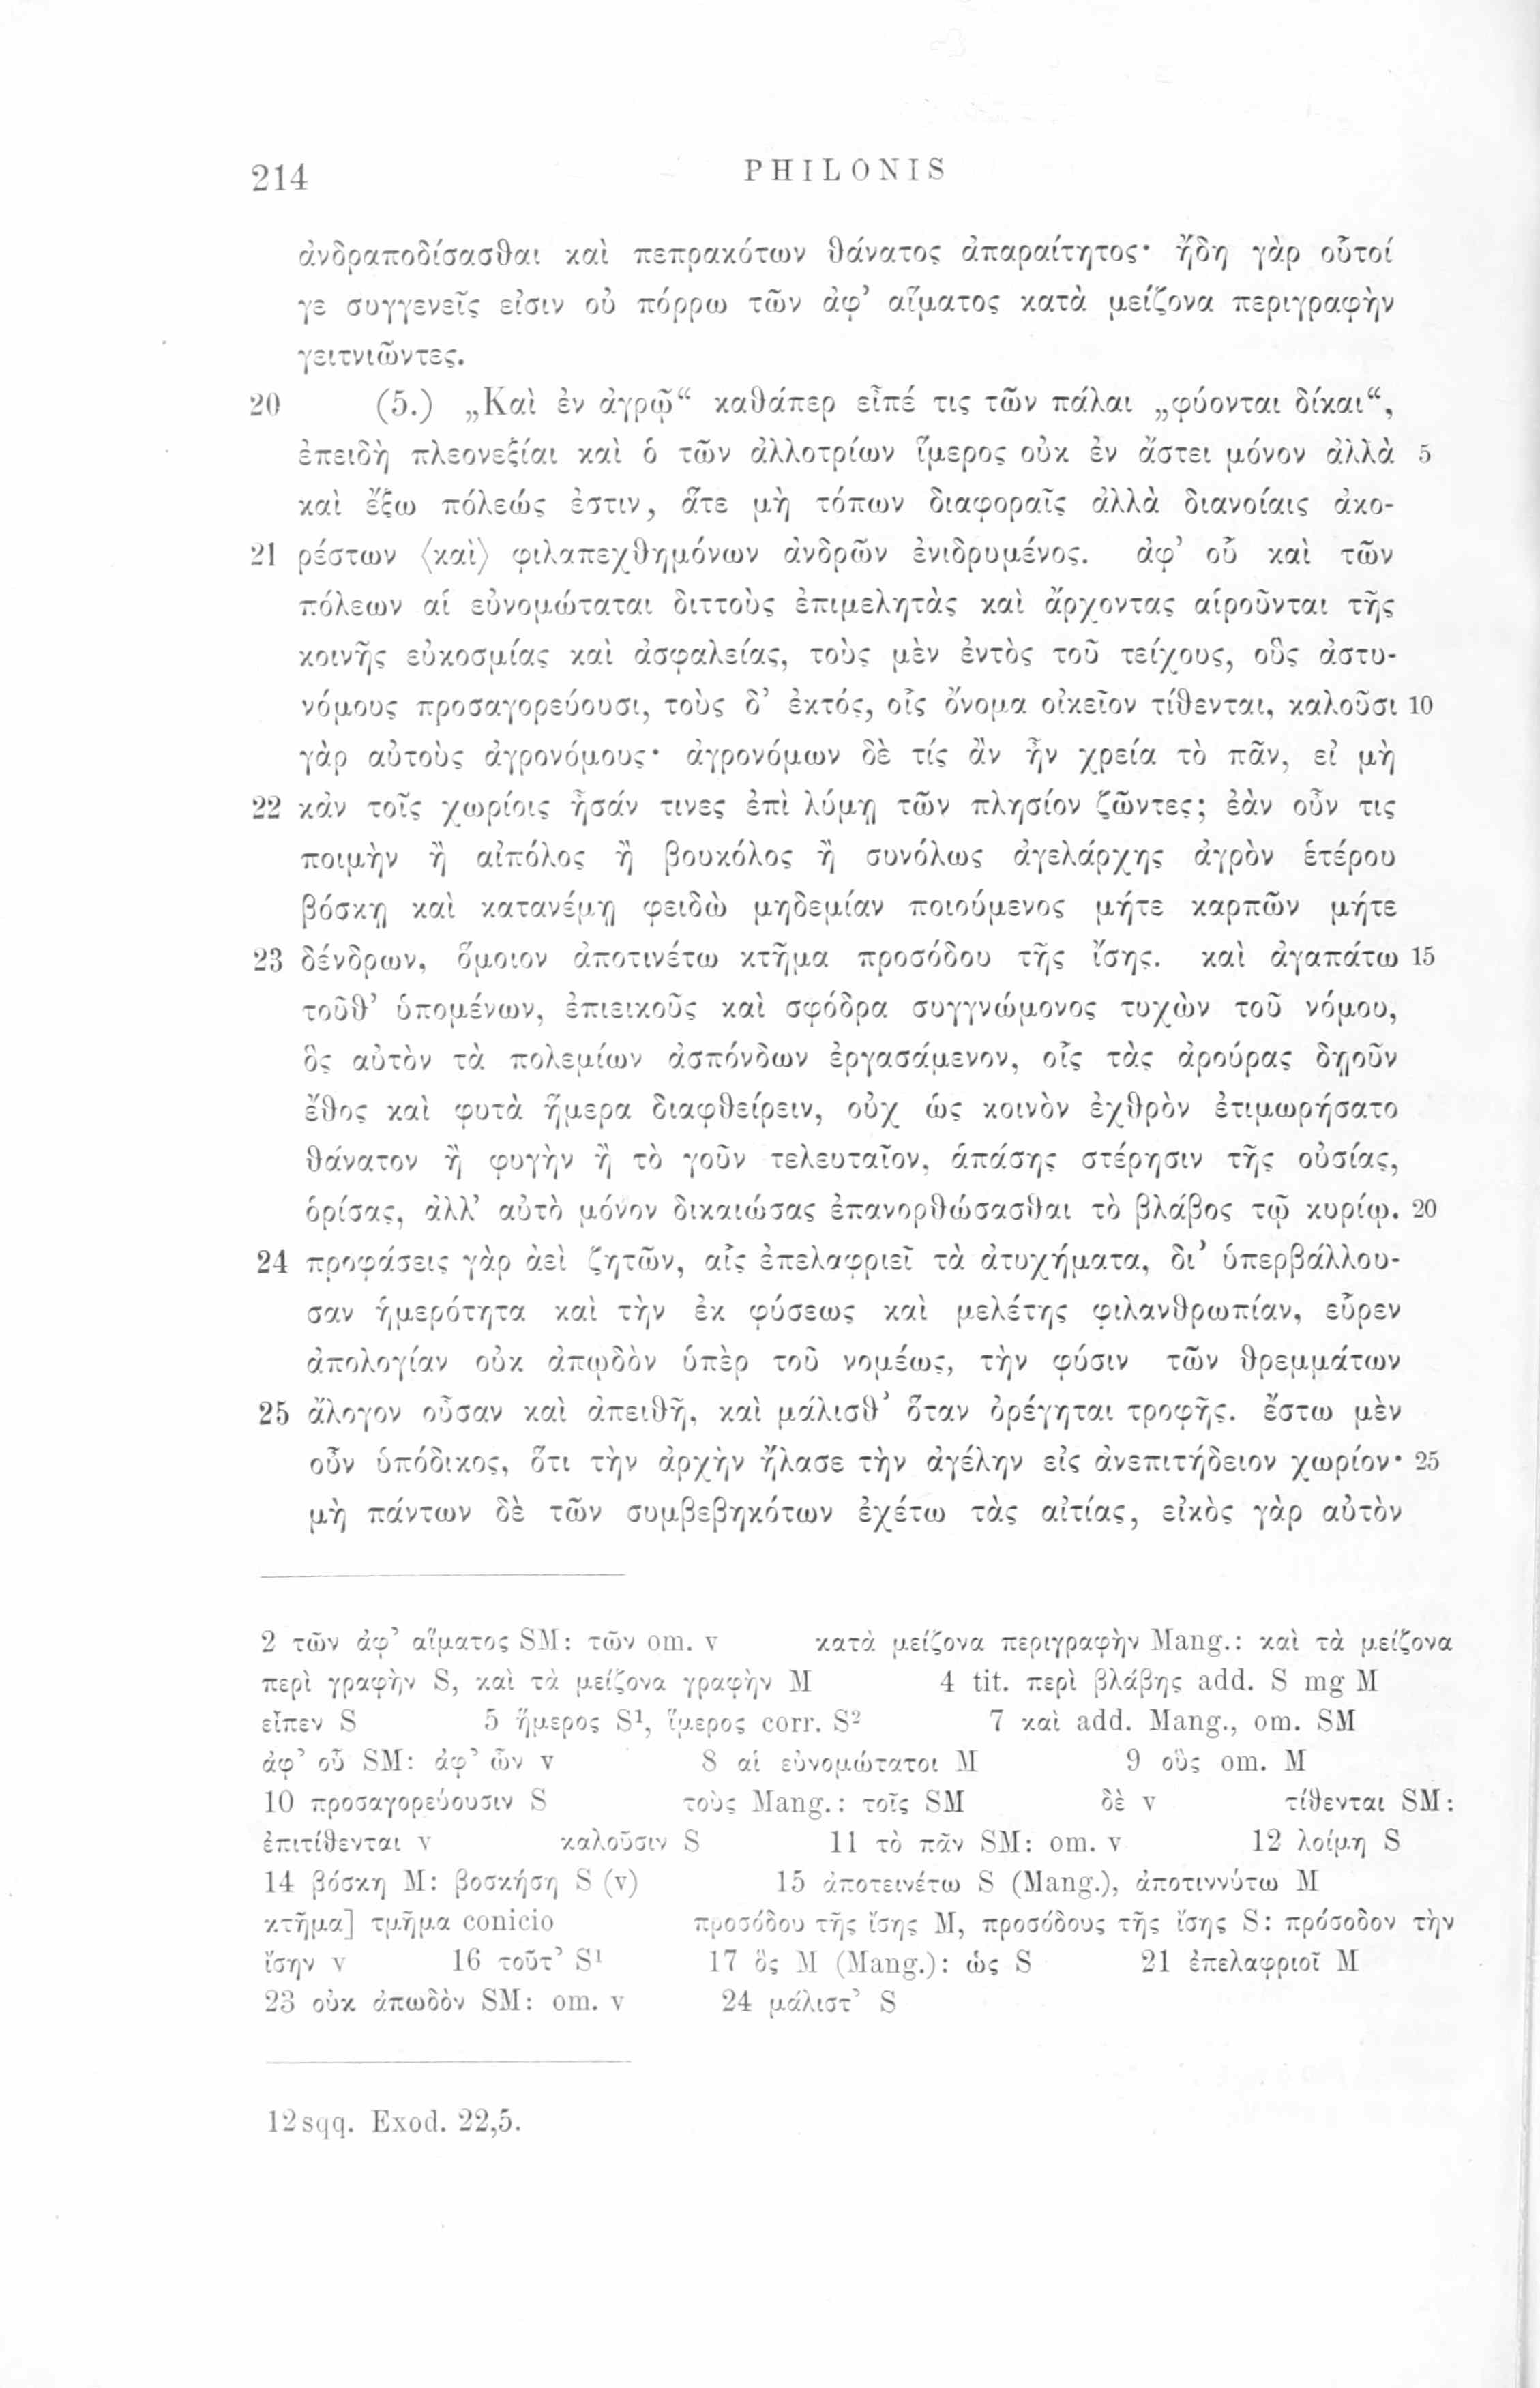 214 PHILONIS
ἀνδραποδίσασθαι καὶ πεπρακότων θάνατος ἀπαραίτητος· ἤδη γὰρ οὗτοί
γε συγγενεῖς εἰσιν οὐ πόρρω τῶν ἀφ’ αἵματος κατὰ μείζονα περιγραφὴν
γειτνιῶντες.
20 (5.) „Καὶ ἐν ἀγρῷ“ καθάπερ εἶπέ τις τῶν πάλαι „φύονται δίκαι“,
ἐπειδὴ πλεονεξίαι καὶ ὁ τῶν ἀλλοτρίων ἵμερος οὐκ ἐν ἄστει μόνον ἀλλὰ 5
καὶ ἔξω πόλεώς ἐστιν, ἅτε μὴ τόπων διαφοραῖς ἀλλὰ διανοίαις ἀκο-
21 ρέστων ⟨καὶ⟩ φιλαπεχθημόνων ἀνδρῶν ἐνιδρυμένος. ἀφ’ οὗ καὶ τῶν
πόλεων αἱ εὐνομώταται διττοὺς ἐπιμελητὰς καὶ ἄρχοντας αἱροῦνται τῆς
κοινῆς εὐκοσμίας καὶ ἀσφαλείας, τοὺς μὲν ἐντὸς τοῦ τείχους, οὓς ἀστυ-
νόμους προσαγορεύουσι, τοὺς δ’ ἐκτός, οἷς ὄνομα οἰκεῖον τίθενται, καλοῦσι 10
γὰρ αὐτοὺς ἀγρονόμους· ἀγρονόμων δὲ τίς ἂν ἦν χρεία τὸ πᾶν, εἰ μὴ
22 κἀν τοῖς χωρίοις ἦσάν τινες ἐπὶ λύμῃ τῶν πλησίον ζῶντες; ἐὰν οὖν τις
ποιμὴν ἢ αἰπόλος ἢ βουκόλος ἢ συνόλως ἀγελάρχης ἀγρὸν ἑτέρου
βόσκῃ καὶ κατανέμῃ φειδὼ μηδεμίαν ποιούμενος μήτε καρπῶν μήτε
23 δένδρων, ὅμοιον ἀποτινέτω κτῆμα προσόδου τῆς ἴσης. καὶ ἀγαπάτω 15
τοῦθ’ ὑπομένων, ἐπιεικοῦς καὶ σφόδρα συγγνώμονος τυχὼν τοῦ νόμου,
ὃς αὐτὸν τὰ πολεμίων ἀσπόνδων ἐργασάμενον, οἷς τὰς ἀρούρας δῃοῦν
ἔθος καὶ φυτὰ ἥμερα διαφθείρειν, οὐχ ὡς κοινὸν ἐχθρὸν ἐτιμωρήσατο
θάνατον ἢ φυγὴν ἢ τὸ γοῦν τελευταῖον, ἁπάσης στέρησιν τῆς οὐσίας,
ὁρίσας, ἀλλ’ αὐτὸ μόνον δικαιώσας ἐπανορθώσασθαι τὸ βλάβος τῷ κυρίῳ. 20
24 προφάσεις γὰρ ἀεὶ ζητῶν, αἷς ἐπελαφριεῖ τὰ ἀτυχήματα, δι’ ὑπερβάλλου-
σαν ἡμερότητα καὶ τὴν ἐκ φύσεως καὶ μελέτης φιλανθρωπίαν, εὗρεν
ἀπολογίαν οὐκ ἀπῳδὸν ὑπὲρ τοῦ νομέως, τὴν φύσιν τῶν θρεμμάτων
25 ἄλογον οὖσαν καὶ ἀπειθῆ, καὶ μάλισθ’ ὅταν ὀρέγηται τροφῆς. ἔστω μὲν
οὖν ὑπόδικος, ὅτι τὴν ἀρχὴν ἤλασε τὴν ἀγέλην εἰς ἀνεπιτήδειον χωρίον· 25
μὴ πάντων δὲ τῶν συμβεβηκότων ἐχέτω τὰς αἰτίας, εἰκὸς γὰρ αὐτὸν
2 τῶν ἀφ’ αἵματος SM: τῶν om. v κατὰ μείζονα περιγραφὴν Mang.: καὶ τὰ μείζονα
περὶ γραφὴν S, καὶ τὰ μείζονα γραφὴν M 4 tit. περὶ βλάβης add. S mg M
εἶπεν S 5 ἥμερος S¹, ἵμερος corr. S² 7 καὶ add. Mang., om. SM
ἀφ’ οὗ SM: ἀφ’ ὧν v 8 αἱ εὐνομώτατοι M 9 οὓς om. M
10 προσαγορεύουσιν S τοὺς Mang.: τοῖς SM δὲ v τίθενται SM:
ἐπιτίθενται v καλοῦσιν S 11 τὸ πᾶν SM: om. v 12 λοίμη S
14 βόσκη M: βοσκήση S (v) 15 ἀποτεινέτω S (Mang.), ἀποτιννύτω M
κτῆμα] τμῆμα conicio προσόδου τῆς ἴσης M, προσόδους τῆς ἴσης S: πρόσοδον τὴν
ἴσην v 16 τοῦτ’ S¹ 17 ὃς M (Mang.): ὡς S 21 ἐπελαφριοῖ M
23 οὐκ ἀπωδὸν SM: om. v 24 μάλιστ’ S
12 sqq. Exod. 22,5.